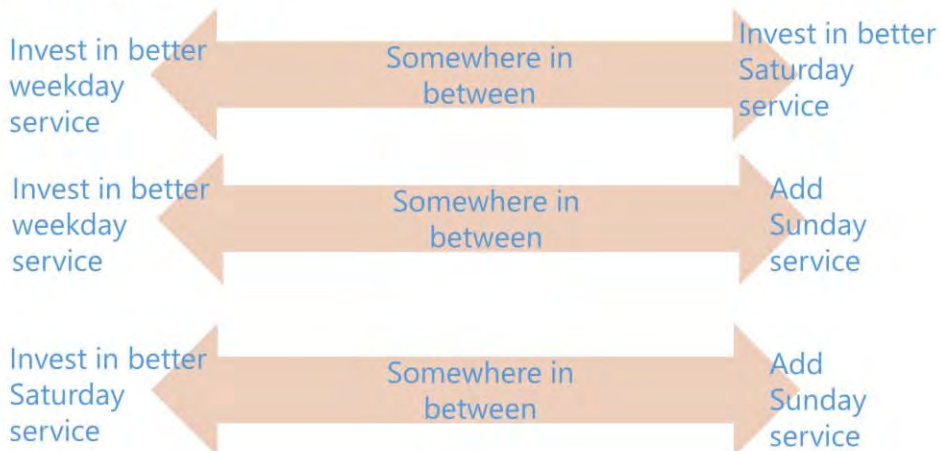 Invest in better
weekday
service
Somewhere in
between
Invest in better
Saturday
service
Invest in better
weekday
service
Somewhere in
between
Add
Sunday
service
Invest in better
Saturday
service
Somewhere in
between
Add
Sunday
service